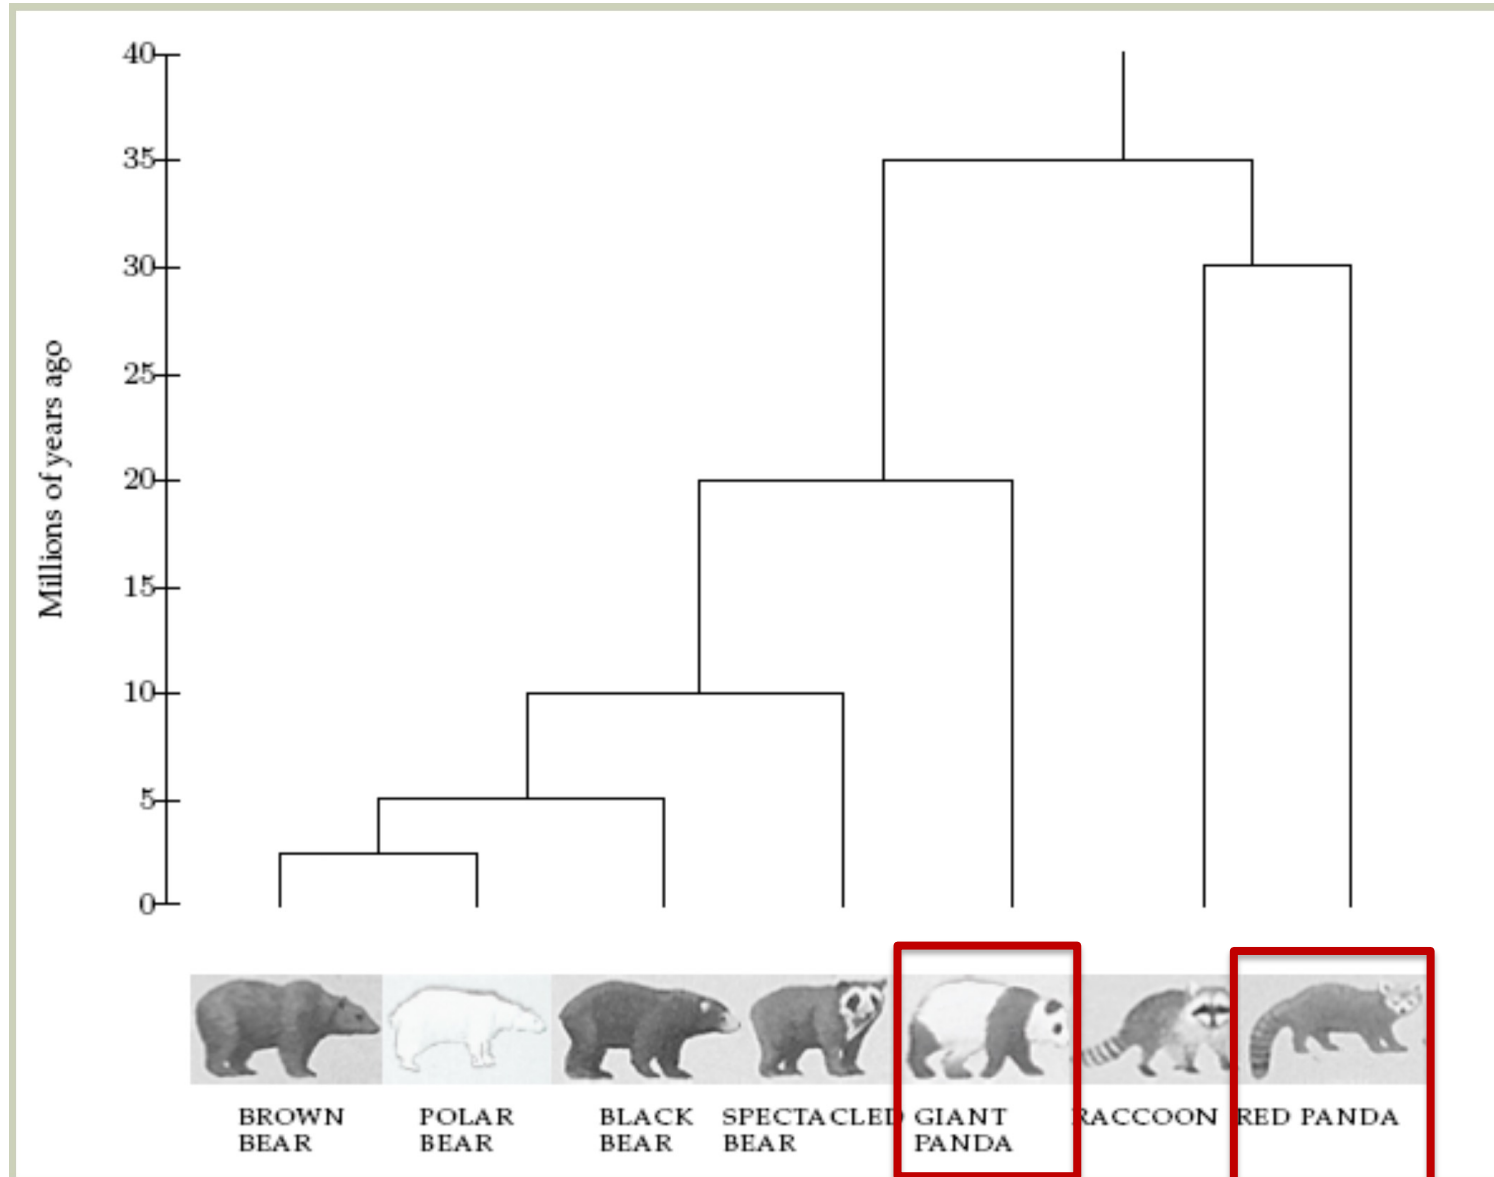 Millions of years ago
40
35
30
25
20
15
10
5
0
BROWN
BEAR
POLAR
BEAR
BLACK
BEAR
SPECTACLED
BEAR
GIANT
PANDA
RACCOON
RED PANDA